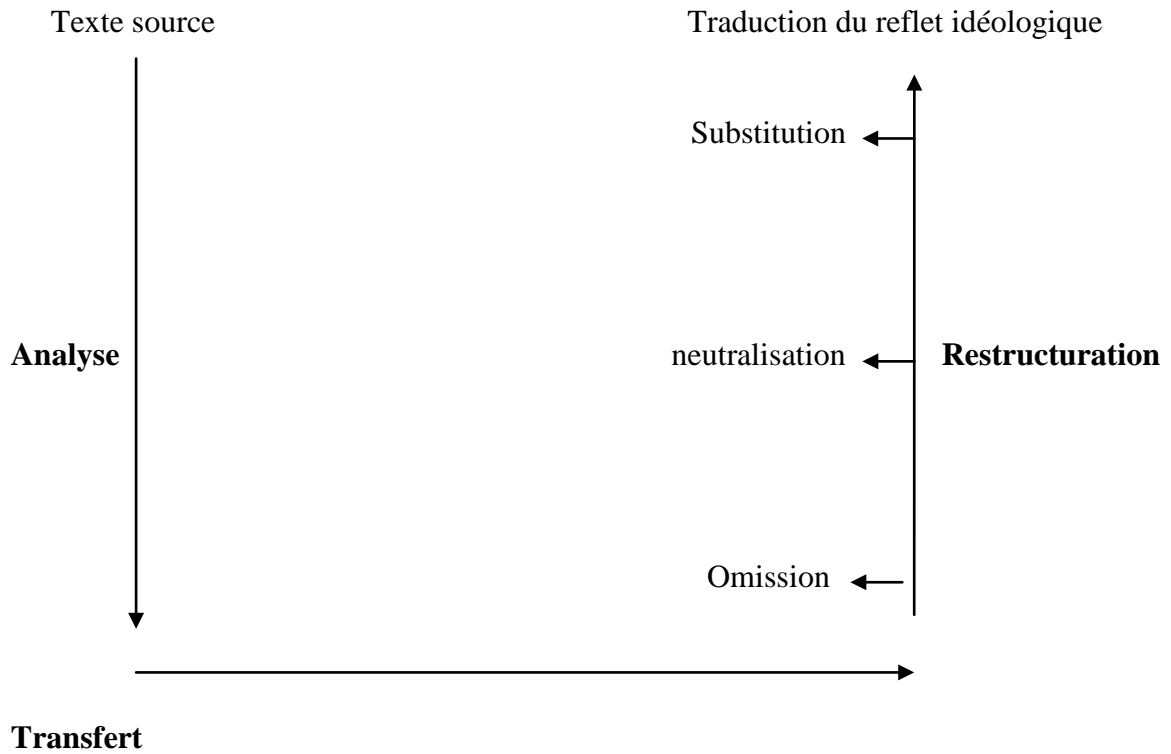 Texte source
Traduction du reflet idéologique
Substitution
Analyse
neutralisation
Restructuration
Omission
Transfert